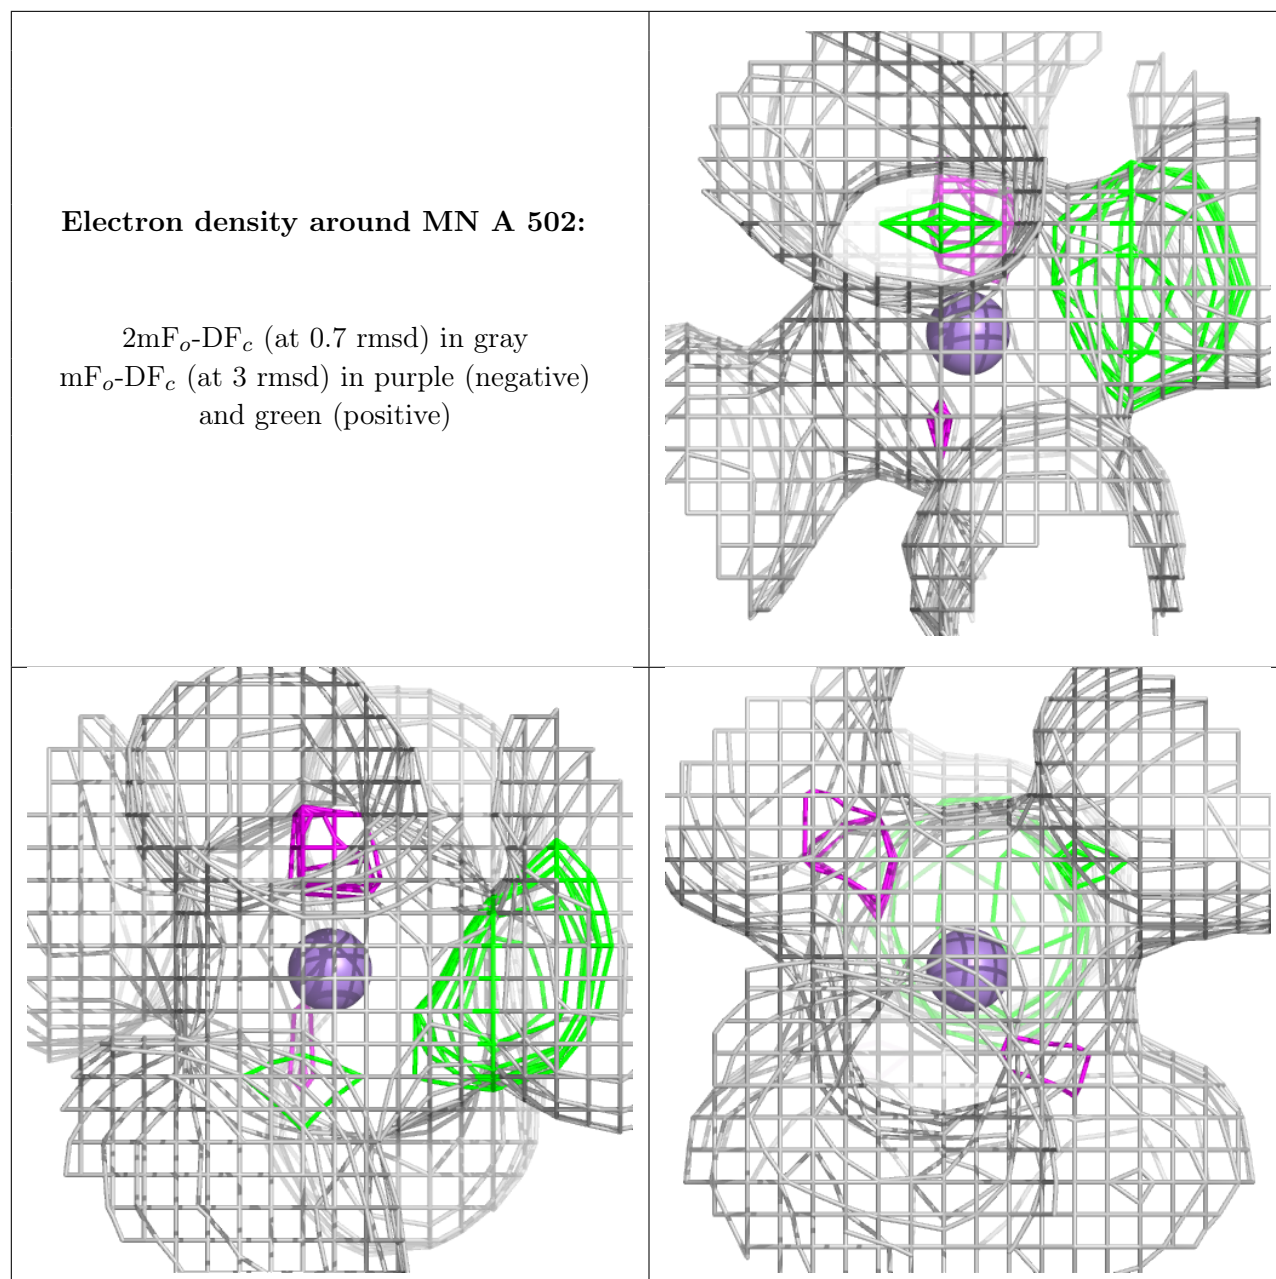 Electron density around MN A 502:
2mFo-DFc (at 0.7 rmsd) in gray
mFo-DFc (at 3 rmsd) in purple (negative)
and green (positive)